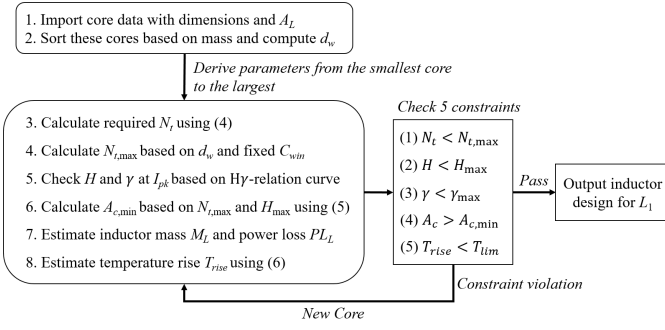 1. Import core data with dimensions and A_L
2. Sort these cores based on mass and compute d_w
Derive parameters from the smallest core
to the largest
3. Calculate required N_t using (4)
4. Calculate N_t,max based on d_w and fixed C_win
5. Check H and γ at I_pk based on Hγ-relation curve
6. Calculate A_c,min based on N_t,max and H_max using (5)
7. Estimate inductor mass M_L and power loss PL_L
8. Estimate temperature rise T_rise using (6)
Check 5 constraints
(1) N_t < N_t,max
(2) H < H_max
(3) γ < γ_max
(4) A_c > A_c,min
(5) T_rise < T_lim
Pass
Output inductor
design for L_1
Constraint violation
New Core